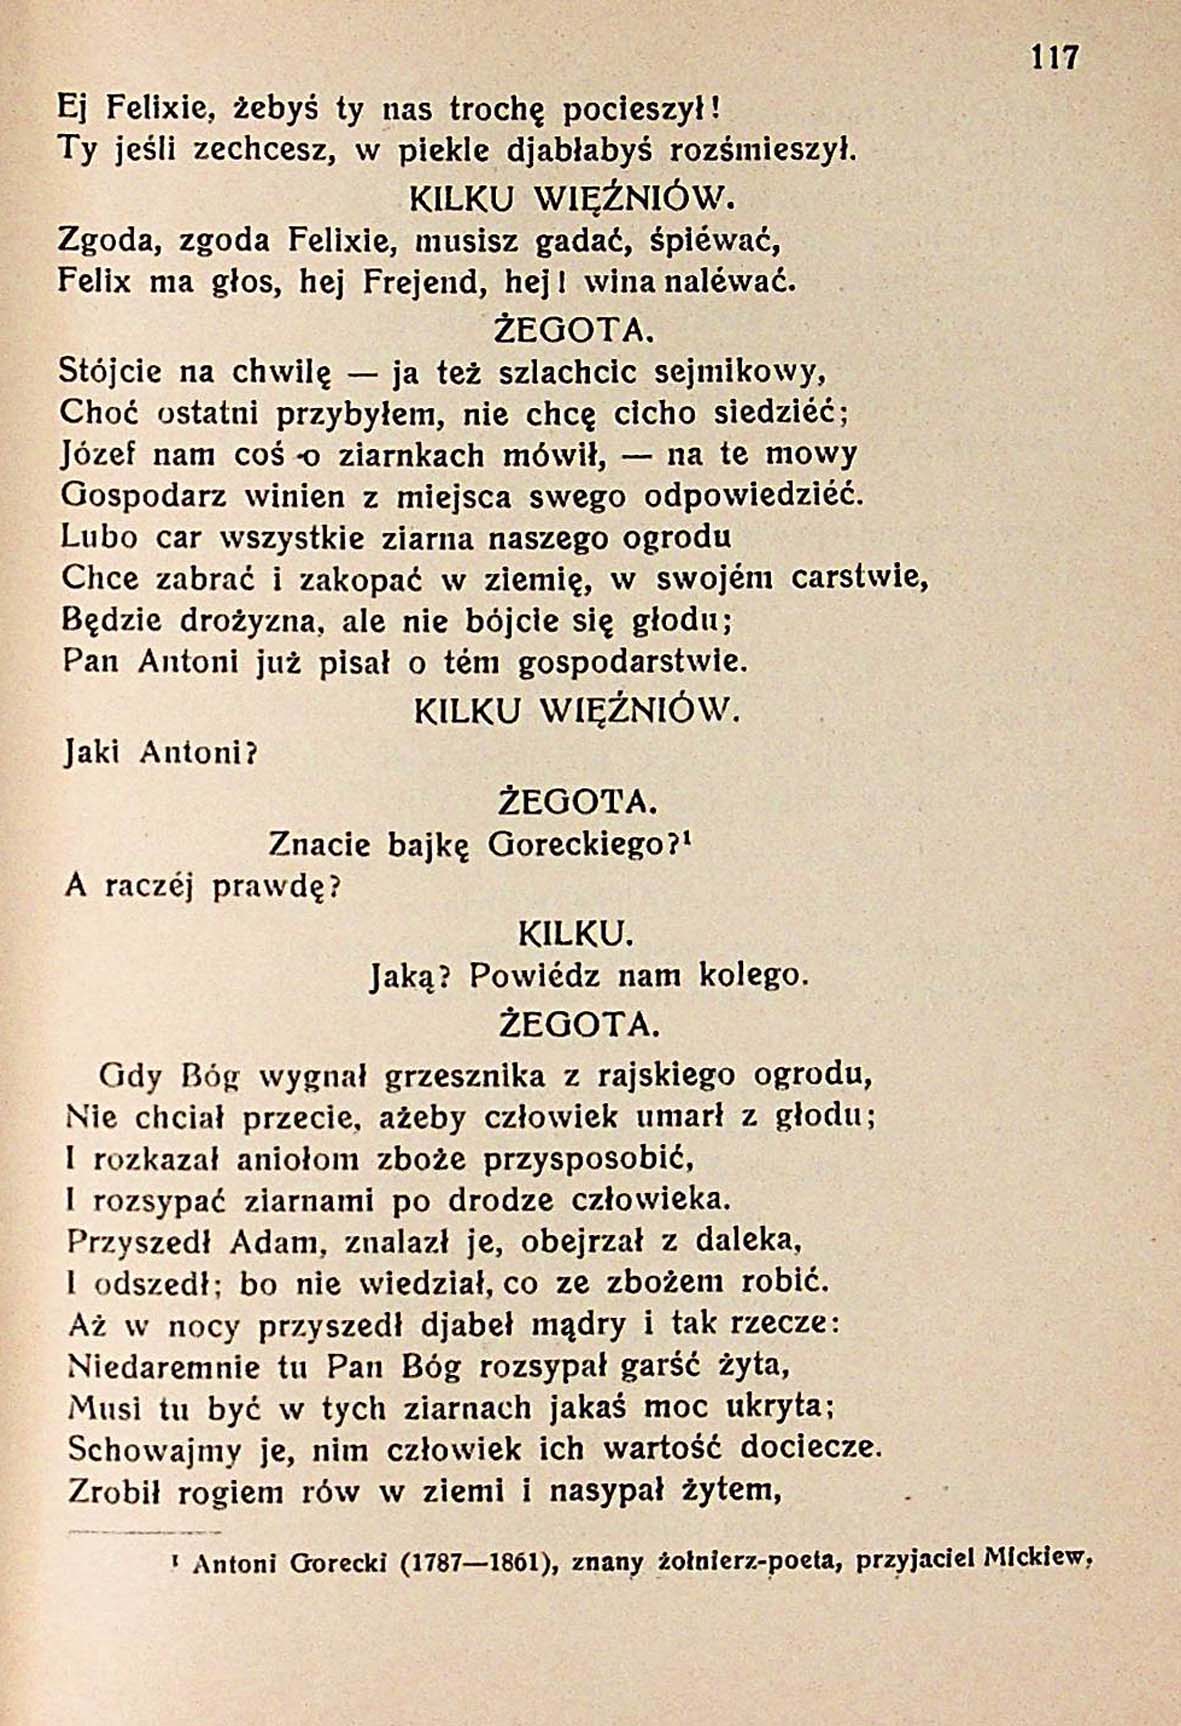 117
Ej Felixie, żebyś ty nas trochę pocieszył!
Ty jeśli zechcesz, w piekle djabłabyś rozśmieszył.
KILKU WIĘŹNIÓW.
Zgoda, zgoda Felixie, musisz gadać, śpiéwać,
Felix ma głos, hej Frejend, hej! wina naléwać.
ŻEGOTA.
Stójcie na chwilę — ja też szlachcic sejmikowy,
Choć ostatni przybyłem, nie chcę cicho siedziéć;
Józef nam coś o ziarnkach mówił, — na te mowy
Gospodarz winien z miejsca swego odpowiedziéć.
Lubo car wszystkie ziarna naszego ogrodu
Chce zabrać i zakopać w ziemię, w swojém carstwie,
Będzie drożyzna, ale nie bójcie się głodu;
Pan Antoni już pisał o tém gospodarstwie.
KILKU WIĘŹNIÓW.
Jaki Antoni?
ŻEGOTA.
Znacie bajkę Goreckiego?¹
A raczéj prawdę?
KILKU.
Jaką? Powiédz nam kolego.
ŻEGOTA.
Gdy Bóg wygnał grzesznika z rajskiego ogrodu,
Nie chciał przecie, ażeby człowiek umarł z głodu;
I rozkazał aniołom zboże przysposobić,
I rozsypać ziarnami po drodze człowieka.
Przyszedł Adam, znalazł je, obejrzał z daleka,
I odszedł; bo nie wiedział, co ze zbożem robić.
Aż w nocy przyszedł djabeł mądry i tak rzecze:
Niedaremnie tu Pan Bóg rozsypał garść żyta,
Musi tu być w tych ziarnach jakaś moc ukryta;
Schowajmy je, nim człowiek ich wartość dociecze.
Zrobił rogiem rów w ziemi i nasypał żytem,
¹ Antoni Gorecki (1787—1861), znany żołnierz-poeta, przyjaciel Mickiew.